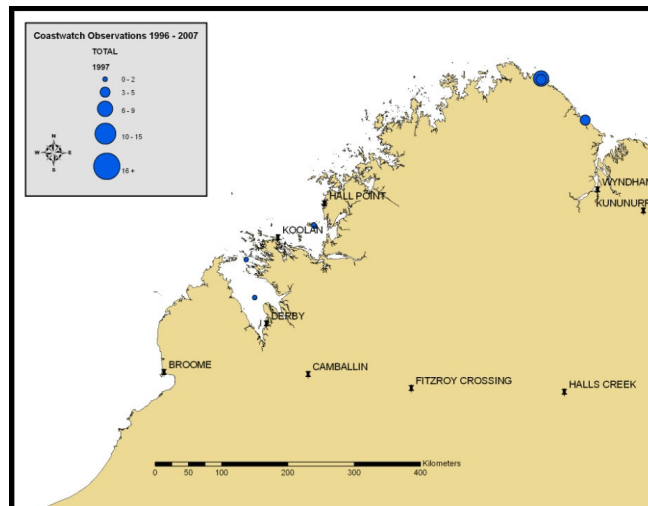 Coastwatch Observations 1996 - 2007
TOTAL
1997
0 - 2
3 - 5
6 - 9
10 - 15
16 +
N
W E
S
WYNDHAM
KUNUNURR
HALL POINT
KOOLAN
DERBY
BROOME
CAMBALLIN
FITZROY CROSSING
HALLS CREEK
Kilometers
0 50 100 200 300 400